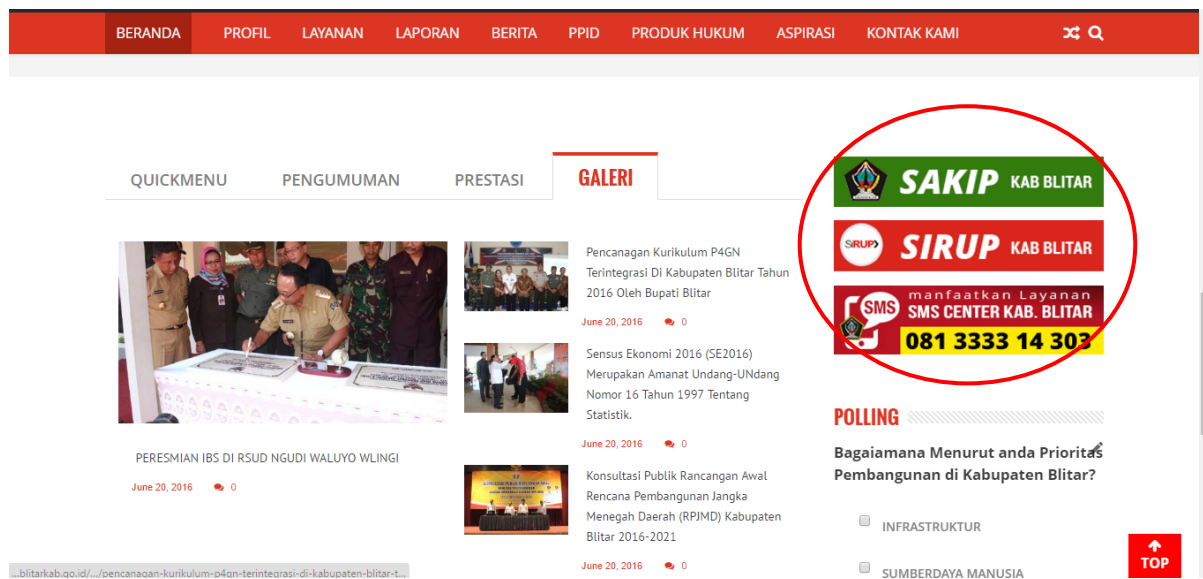 BERANDA PROFIL LAYANAN LAPORAN BERITA PPID PRODUK HUKUM ASPIRASI KONTAK KAMI
QUICKMENU PENGUMUMAN PRESTASI GALERI
PERESMIAN IBS DI RSUD NGUDI WALUYO WLINGI
June 20, 2016 0
Pencanagan Kurikulum P4GN
Terintegrasi Di Kabupaten Blitar Tahun
2016 Oleh Bupati Blitar
June 20, 2016 0
Sensus Ekonomi 2016 (SE2016)
Merupakan Amanat Undang-UNdang
Nomor 16 Tahun 1997 Tentang
Statistik.
June 20, 2016 0
Konsultasi Publik Rancangan Awal
Rencana Pembangunan Jangka
Menegah Daerah (RPJMD) Kabupaten
Blitar 2016-2021
June 20, 2016 0
SAKIP KAB BLITAR
SiRUP SIRUP KAB BLITAR
manfaatkan Layanan
SMS SMS CENTER KAB. BLITAR
081 3333 14 303
POLLING
Bagaiamana Menurut anda Prioritas
Pembangunan di Kabupaten Blitar?
INFRASTRUKTUR
SUMBERDAYA MANUSIA
TOP
...blitarkab.go.id/.../pencanagan-kurikulum-p4gn-terintegrasi-di-kabupaten-blitar-t...